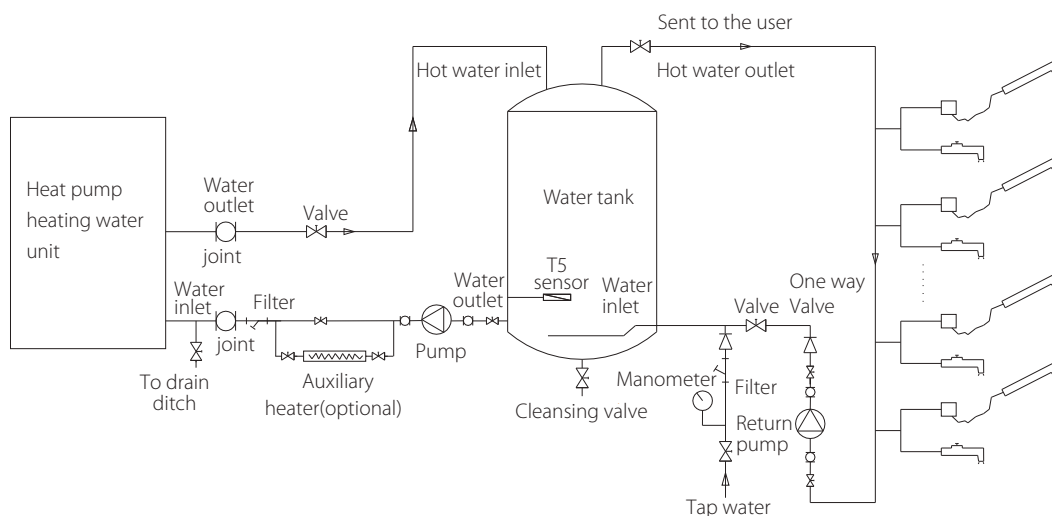 Sent to the user
Hot water inlet
Hot water outlet
Heat pump
heating water
unit
Water
outlet
joint
Valve
Water tank
T5
sensor
Water
inlet
Water
outlet
One way
Valve
Valve
Water
inlet
Filter
joint
Pump
To drain
ditch
Auxiliary
heater(optional)
Cleansing valve
Manometer
Filter
Return
pump
Tap water